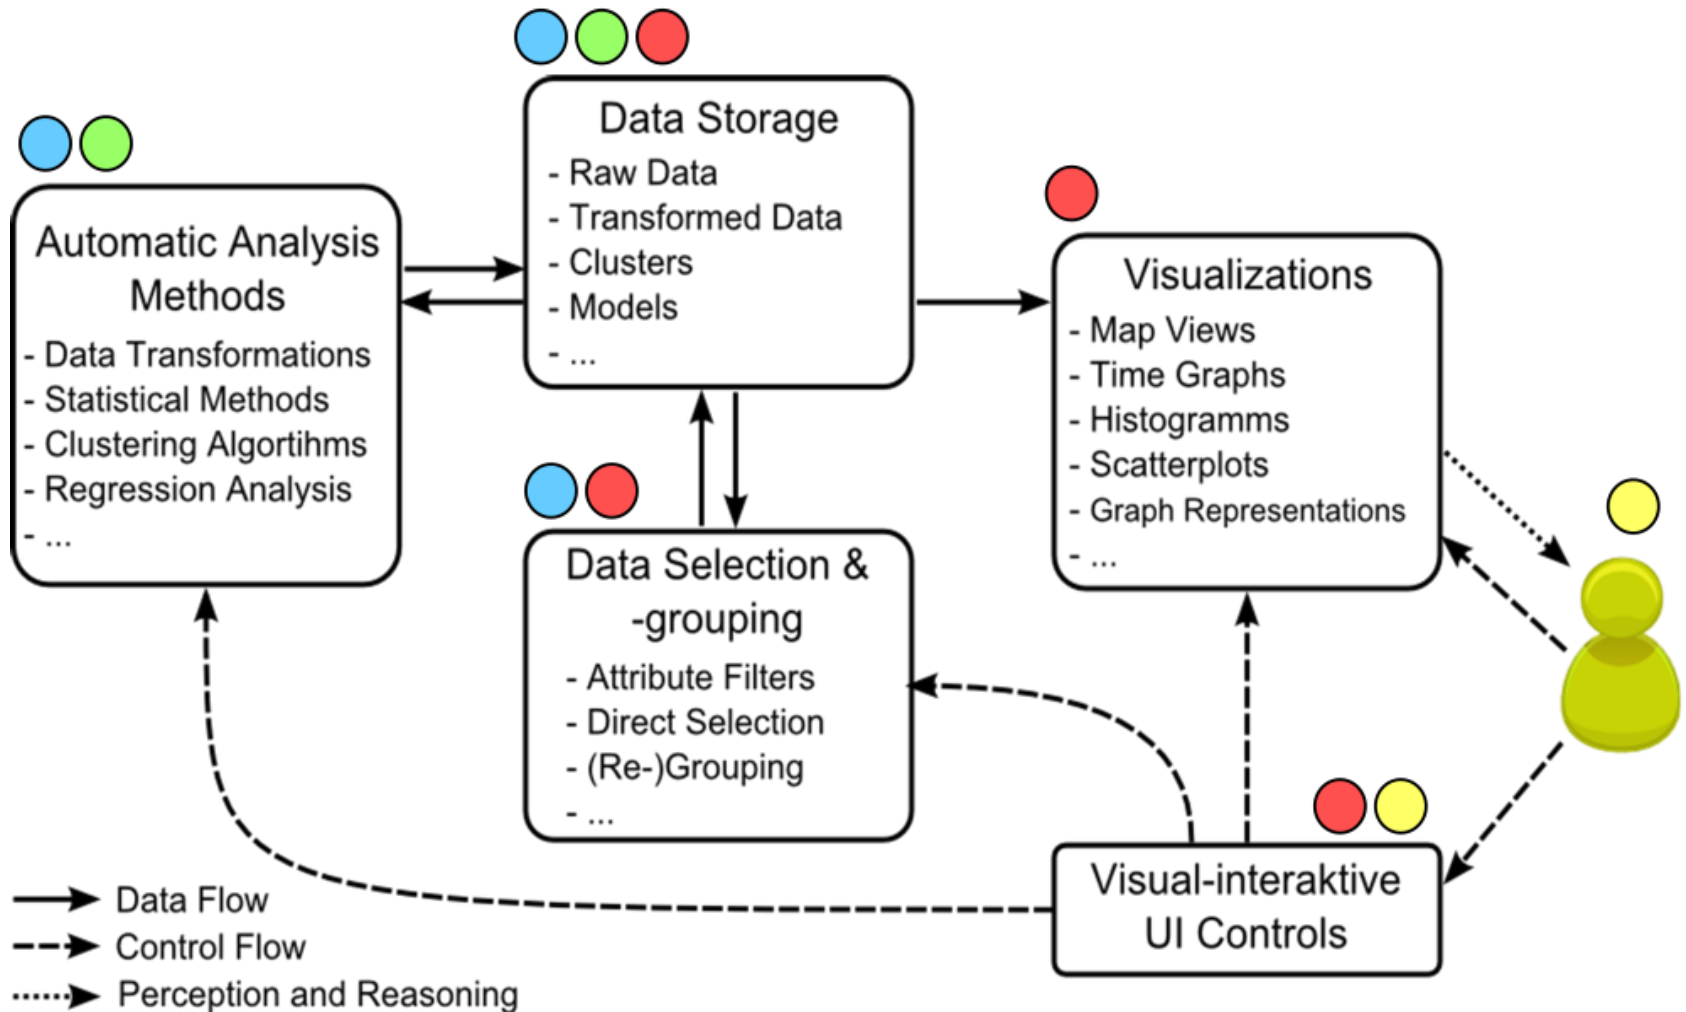 Data Storage
- Raw Data
- Transformed Data
- Clusters
- Models
- ...
Automatic Analysis
Methods
- Data Transformations
- Statistical Methods
- Clustering Algortihms
- Regression Analysis
- ...
Visualizations
- Map Views
- Time Graphs
- Histogramms
- Scatterplots
- Graph Representations
- ...
Data Selection &
-grouping
- Attribute Filters
- Direct Selection
- (Re-)Grouping
- ...
Visual-interaktive
UI Controls
Data Flow
Control Flow
Perception and Reasoning